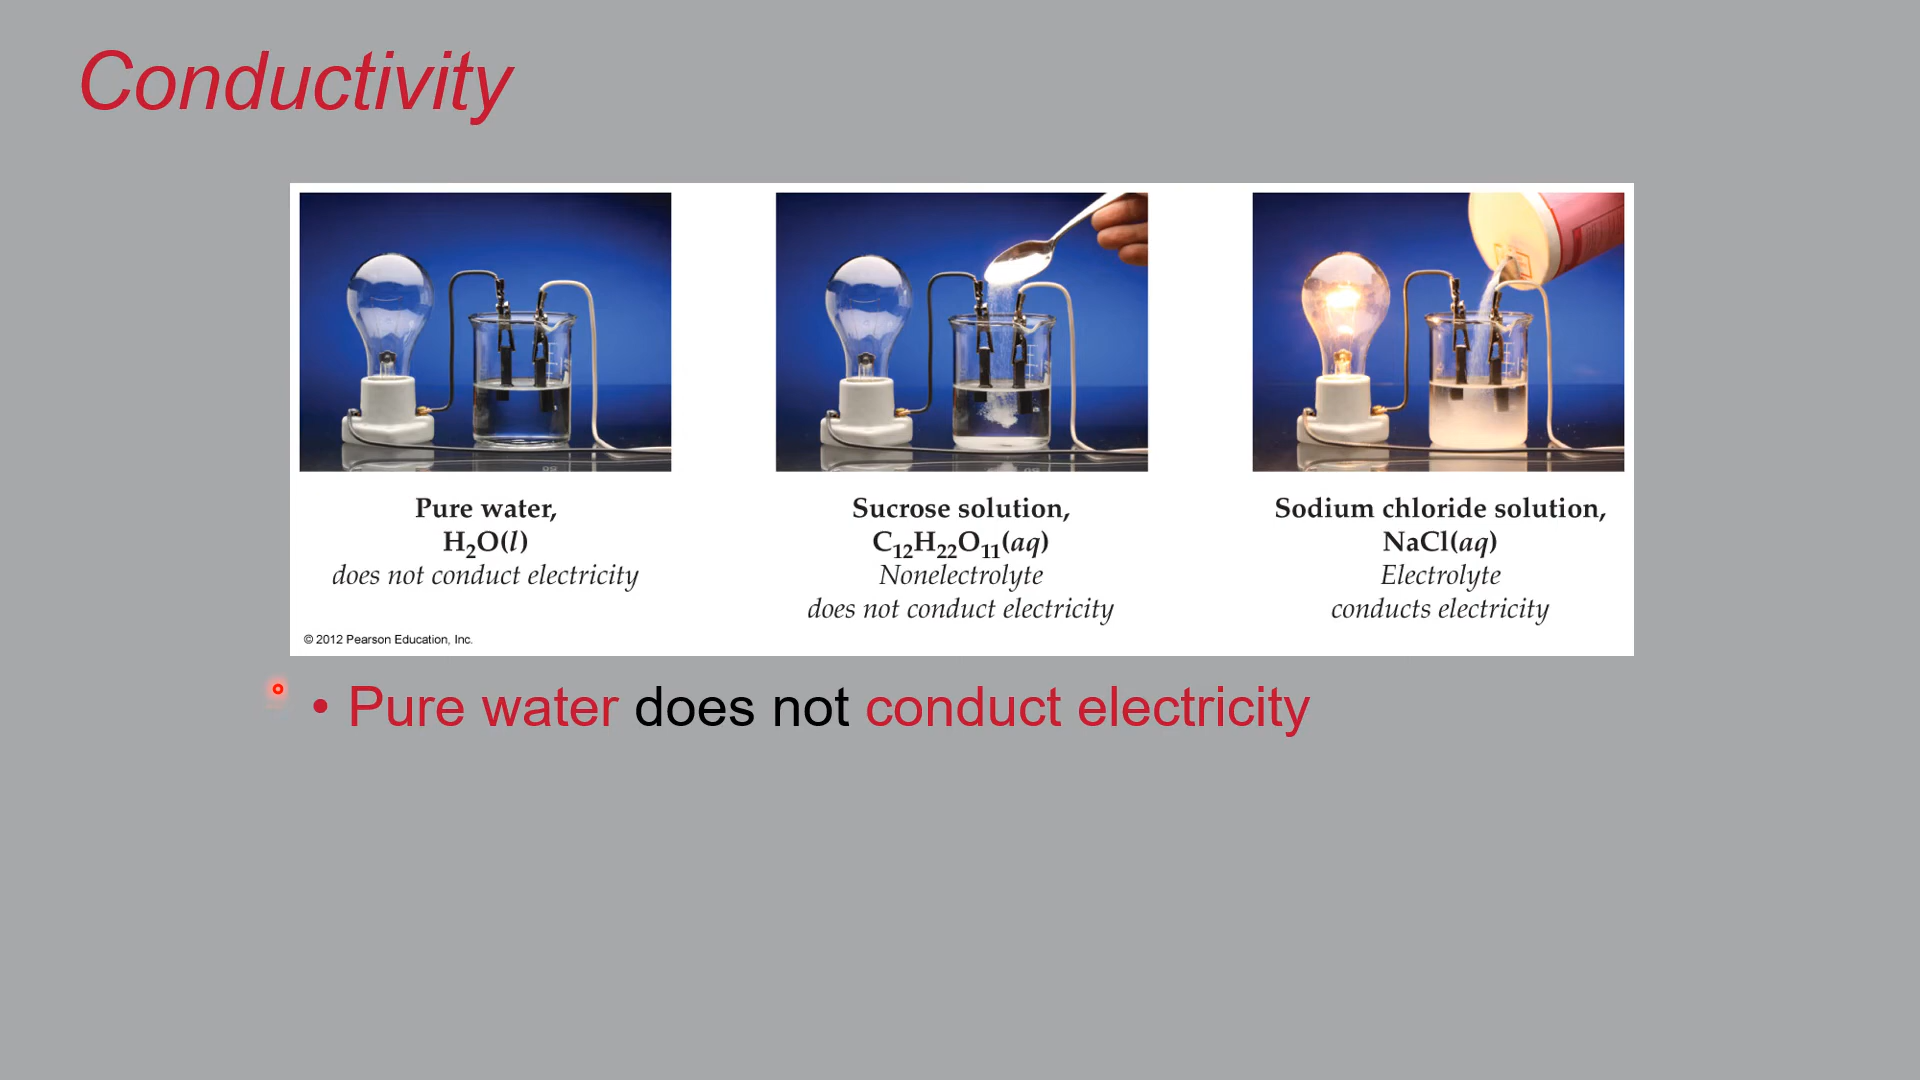 Conductivity
Pure water,
H₂O(l)
does not conduct electricity
Sucrose solution,
C₁₂H₂₂O₁₁(aq)
Nonelectrolyte
does not conduct electricity
Sodium chloride solution,
NaCl(aq)
Electrolyte
conducts electricity
© 2012 Pearson Education, Inc.
• Pure water does not conduct electricity